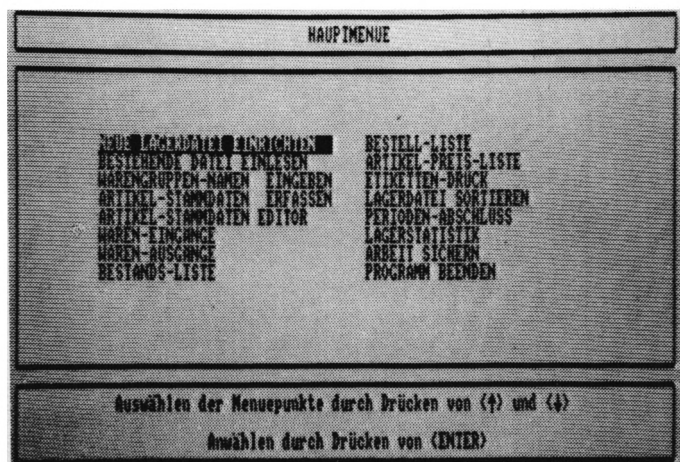 HAUPTMENUE
NEUE LAGERDATEI EINRICHTEN
BESTEHENDE DATEI EINLESEN
WARENGRUPPEN-NAMEN EINGEBEN
ARTIKEL-STAMMDATEN ERFASSEN
ARTIKEL-STAMMDATEN EDITOR
WAREN-EINGÄNGE
WAREN-AUSGÄNGE
BESTANDS-LISTE
BESTELL-LISTE
ARTIKEL-PREIS-LISTE
ETIKETTEN-DRUCK
LAGERDATEI SORTIEREN
PERIODEN-ABSCHLUSS
LAGERSTATISTIK
ARBEIT SICHERN
PROGRAMM BEENDEN
Auswählen der Menuepunkte durch Drücken von <↑> und <↓>
Anwählen durch Drücken von <ENTER>